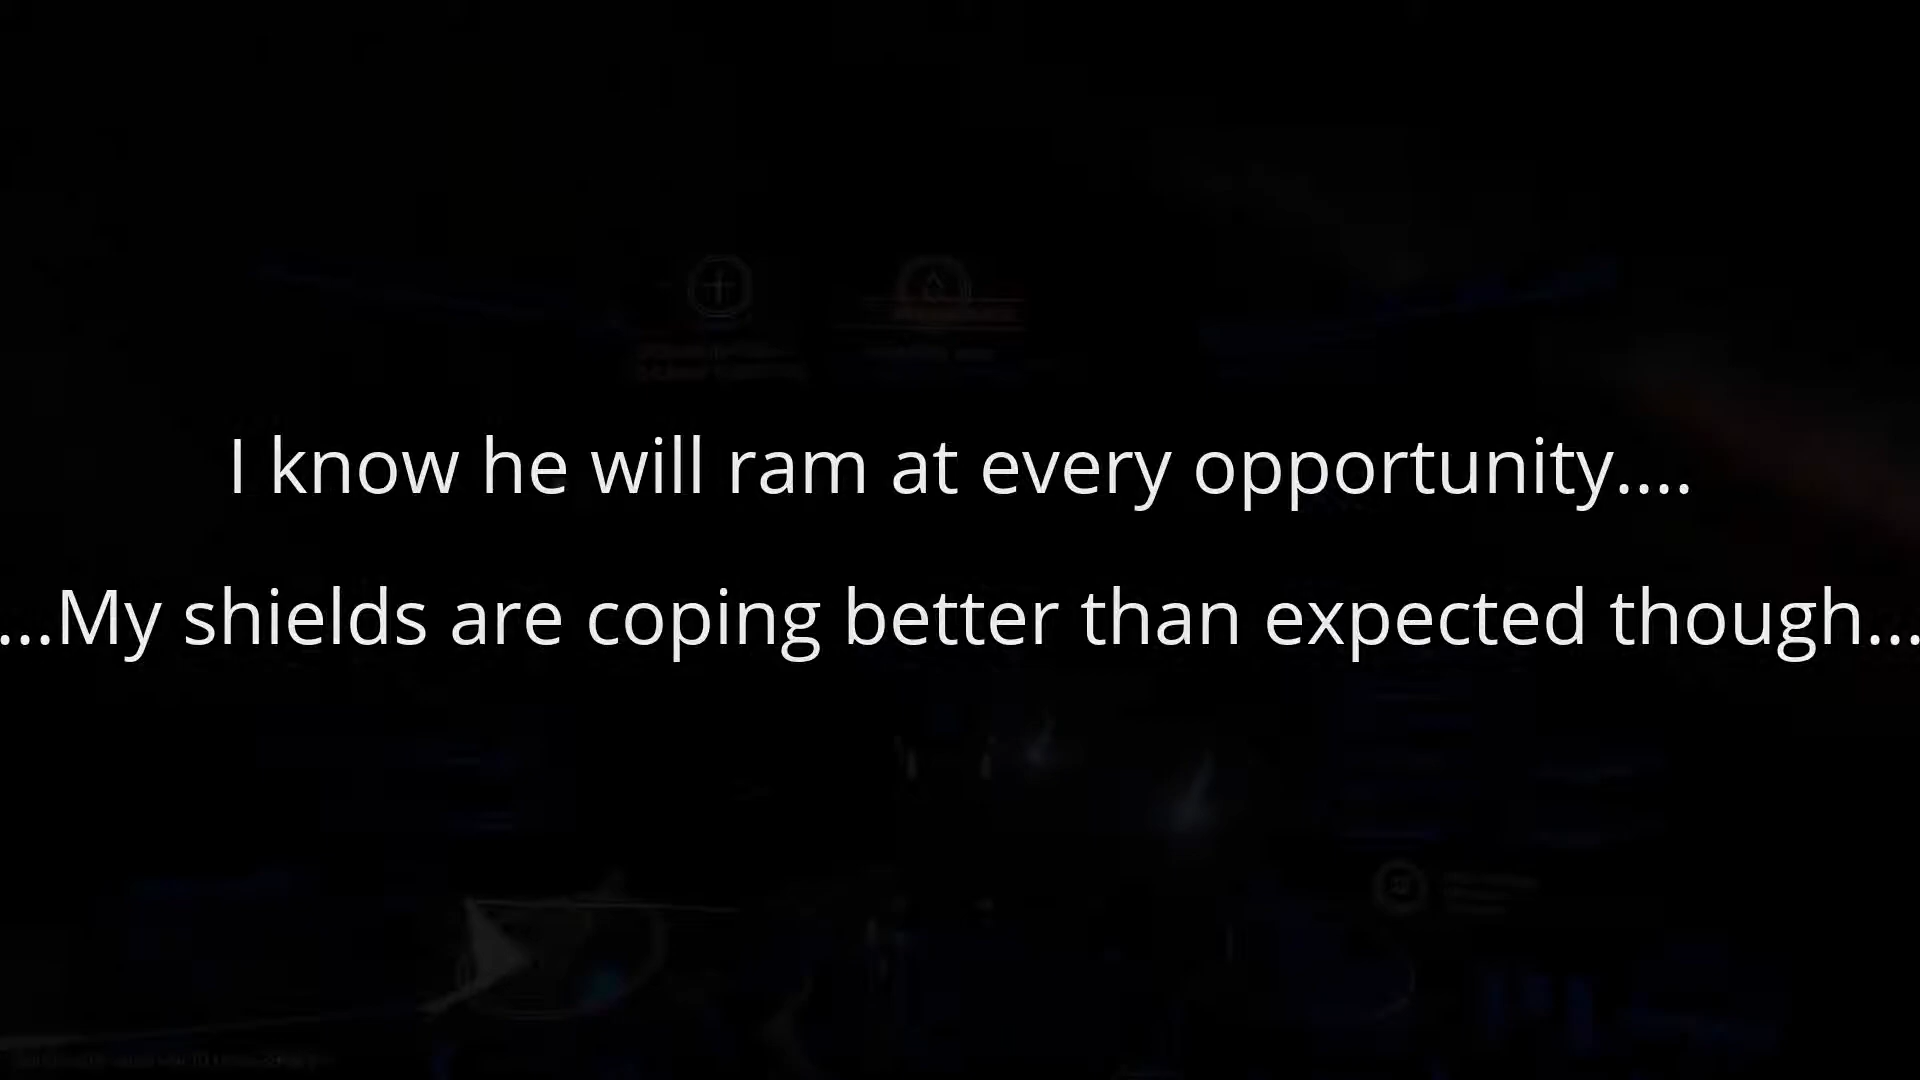 I know he will ram at every opportunity....
...My shields are coping better than expected though...